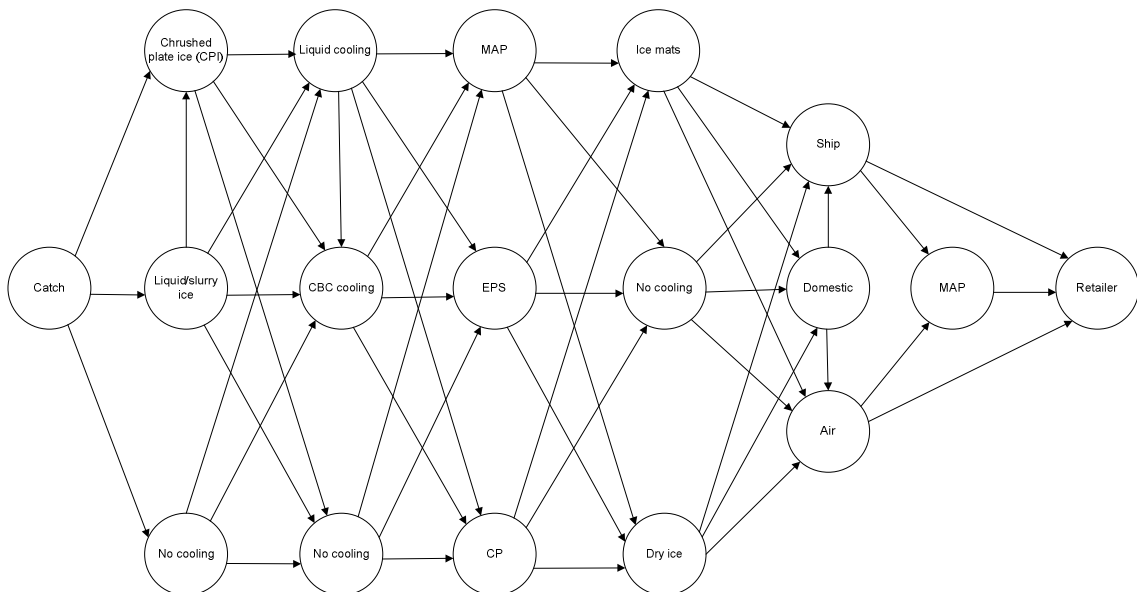 Chrushed
plate ice (CPI)
Liquid cooling
MAP
Ice mats
Ship
Catch
Liquid/slurry
ice
CBC cooling
EPS
No cooling
Domestic
MAP
Retailer
Air
No cooling
No cooling
CP
Dry ice